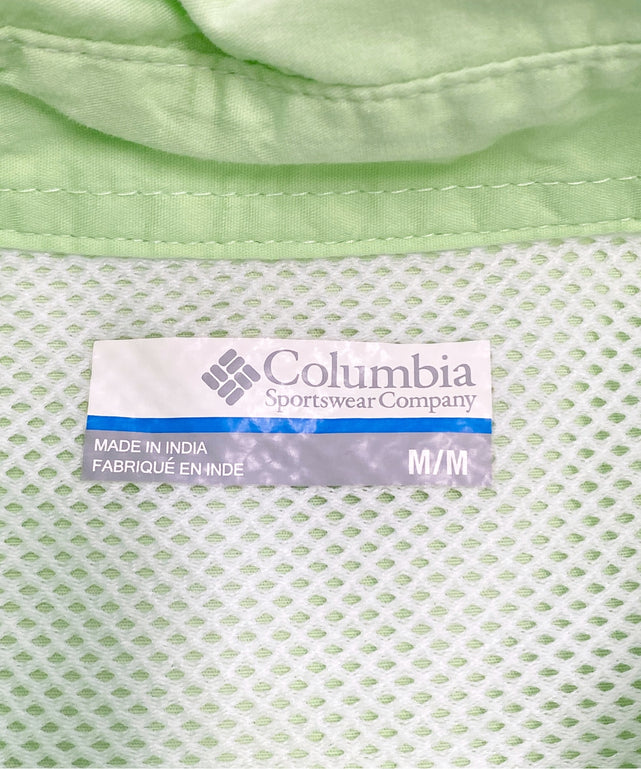 Columbia
Sportswear Company
MADE IN INDIA
FABRIQUÉ EN INDE
M/M